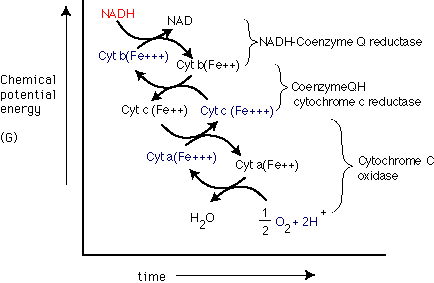 NADH
NAD
Cyt b(Fe+++)
Cyt b(Fe++)
NADH-Coenzyme Q reductase
Chemical
potential
energy
(G)
Cyt c (Fe++)
Cyt c (Fe+++)
CoenzymeQH
cytochrome c reductase
Cyt a(Fe+++)
Cyt a(Fe++)
Cytochrome C
oxidase
H2O
1/2 O2 + 2H+
time